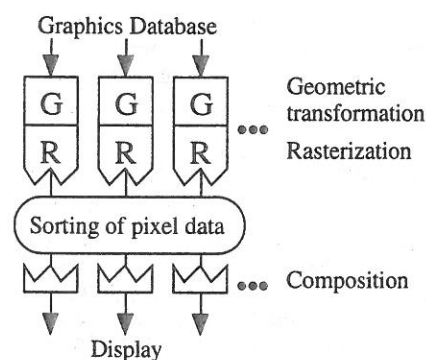 Graphics Database
G G G
Geometric
transformation
R R R
Rasterization
Sorting of pixel data
Composition
Display